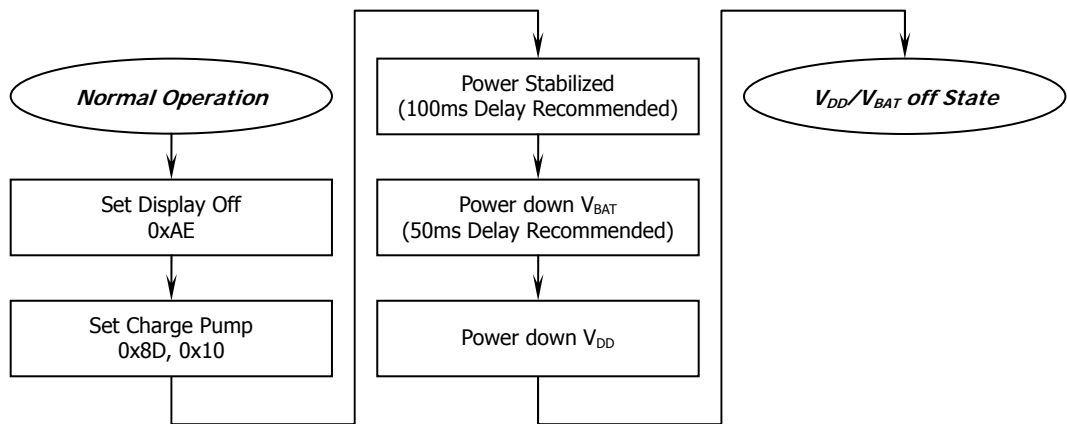 Normal Operation
Set Display Off
0xAE
Set Charge Pump
0x8D, 0x10
Power Stabilized
(100ms Delay Recommended)
Power down VBAT
(50ms Delay Recommended)
Power down VDD
VDD/VBAT off State